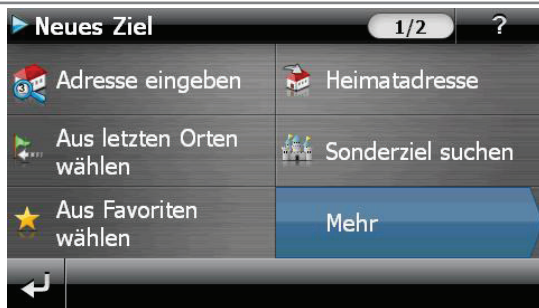 Neues Ziel
1/2
?
Adresse eingeben
Heimatadresse
Aus letzten Orten
wählen
Sonderziel suchen
Aus Favoriten
wählen
Mehr